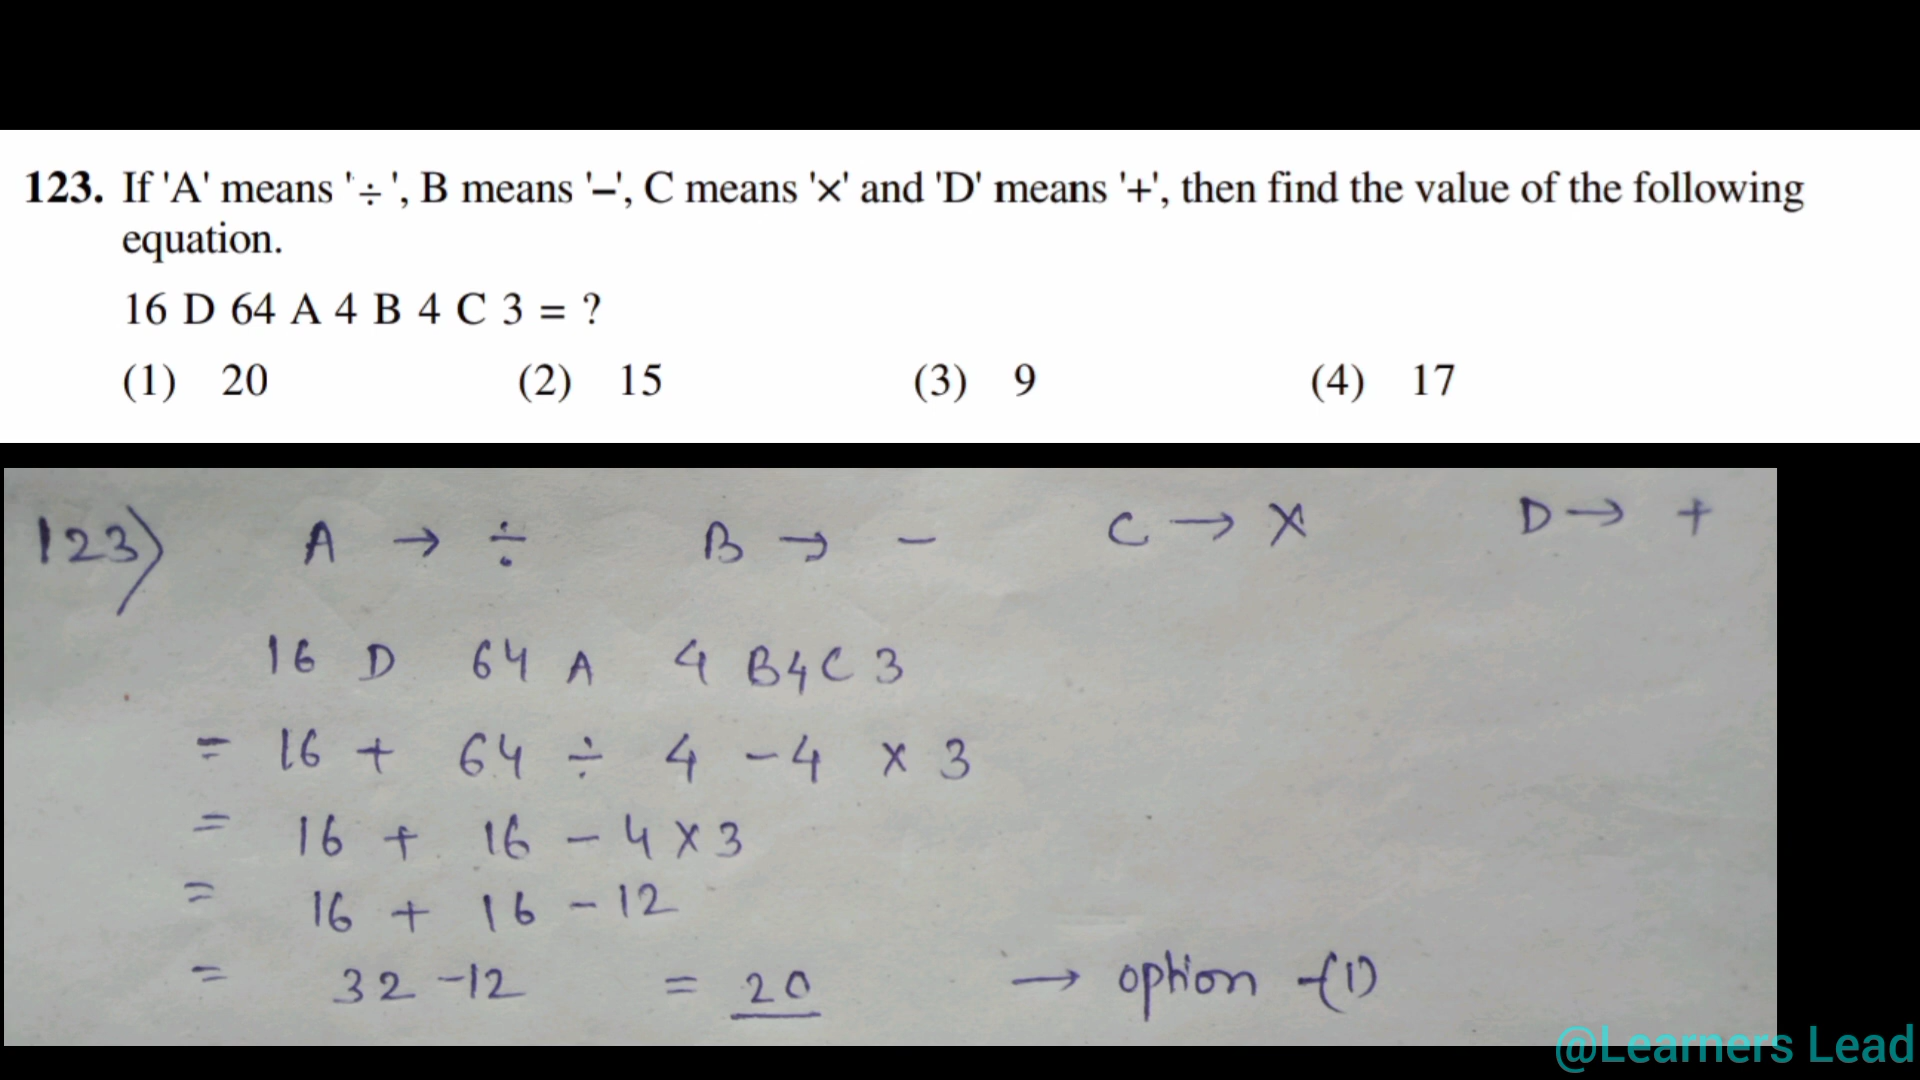 123. If 'A' means '÷', B means '–', C means '×' and 'D' means '+', then find the value of the following
equation.
16 D 64 A 4 B 4 C 3 = ?
(1) 20 (2) 15 (3) 9 (4) 17
123) A → ÷ B → - C → × D → +
16 D 64 A 4 B4C 3
= 16 + 64 ÷ 4 - 4 × 3
= 16 + 16 - 4 × 3
= 16 + 16 - 12
= 32 - 12 = 20 → option -(1)
@Learners Lead